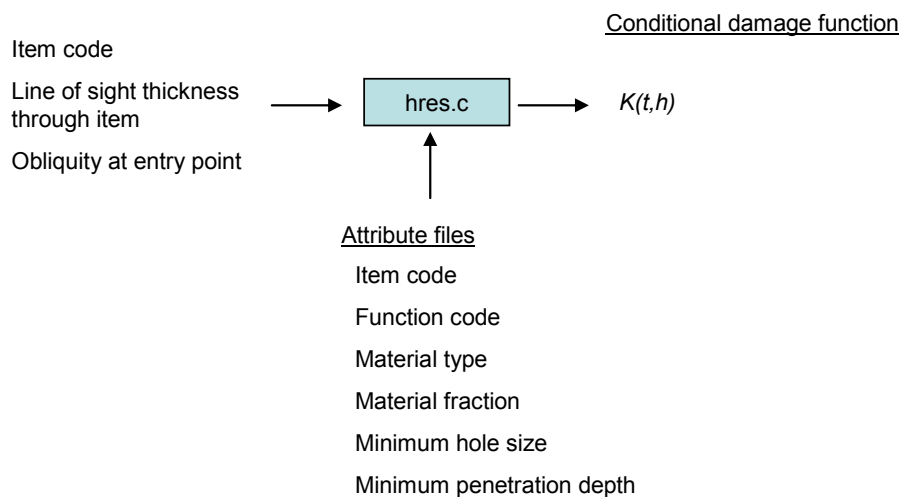 Conditional damage function
Item code
Line of sight thickness
through item
Obliquity at entry point
hres.c
K(t,h)
Attribute files
Item code
Function code
Material type
Material fraction
Minimum hole size
Minimum penetration depth